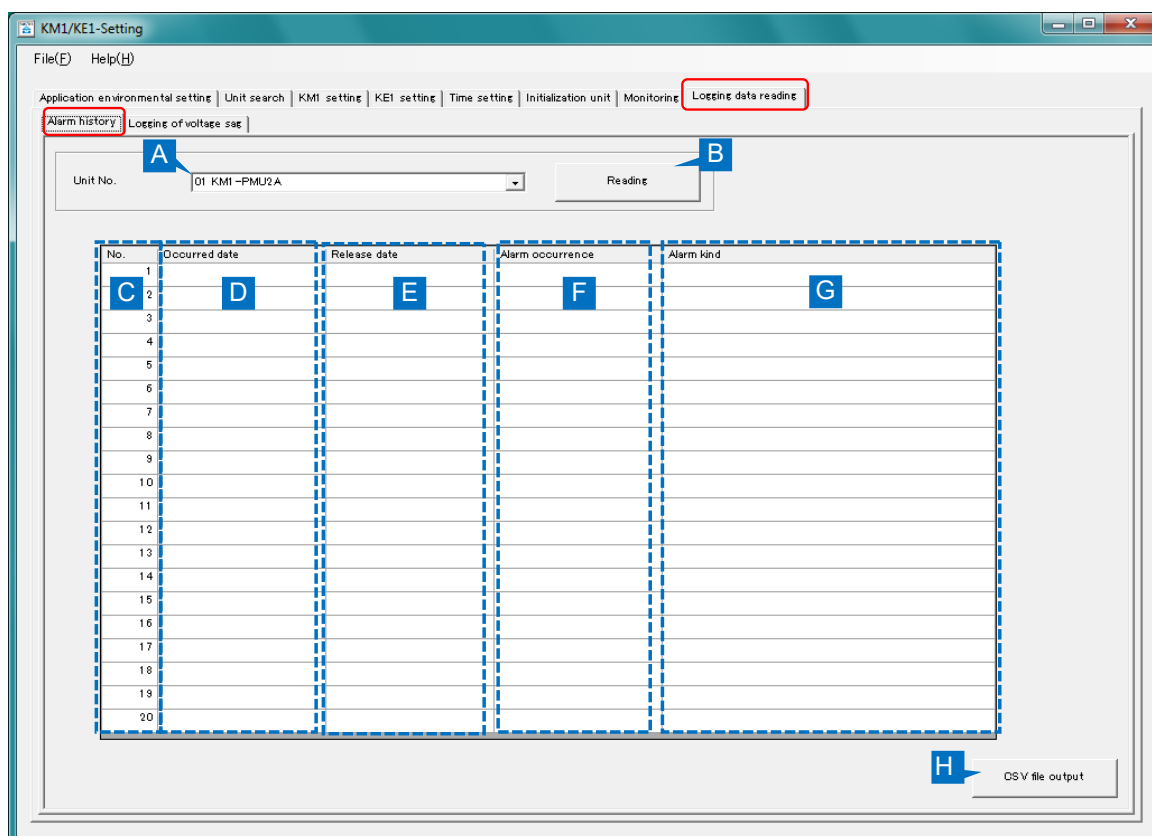 KM1/KE1-Setting
File(F) Help(H)
Application environmental setting Unit search KM1 setting KE1 setting Time setting Initialization unit Monitoring Logging data reading
Alarm history Logging of voltage sag
A B
Unit No. 01 KM1-PMU2A Reading
No. Occurred date Release date Alarm occurrence Alarm kind
1
C 2 D E F G
3
4
5
6
7
8
9
10
11
12
13
14
15
16
17
18
19
20
H
CSV file output